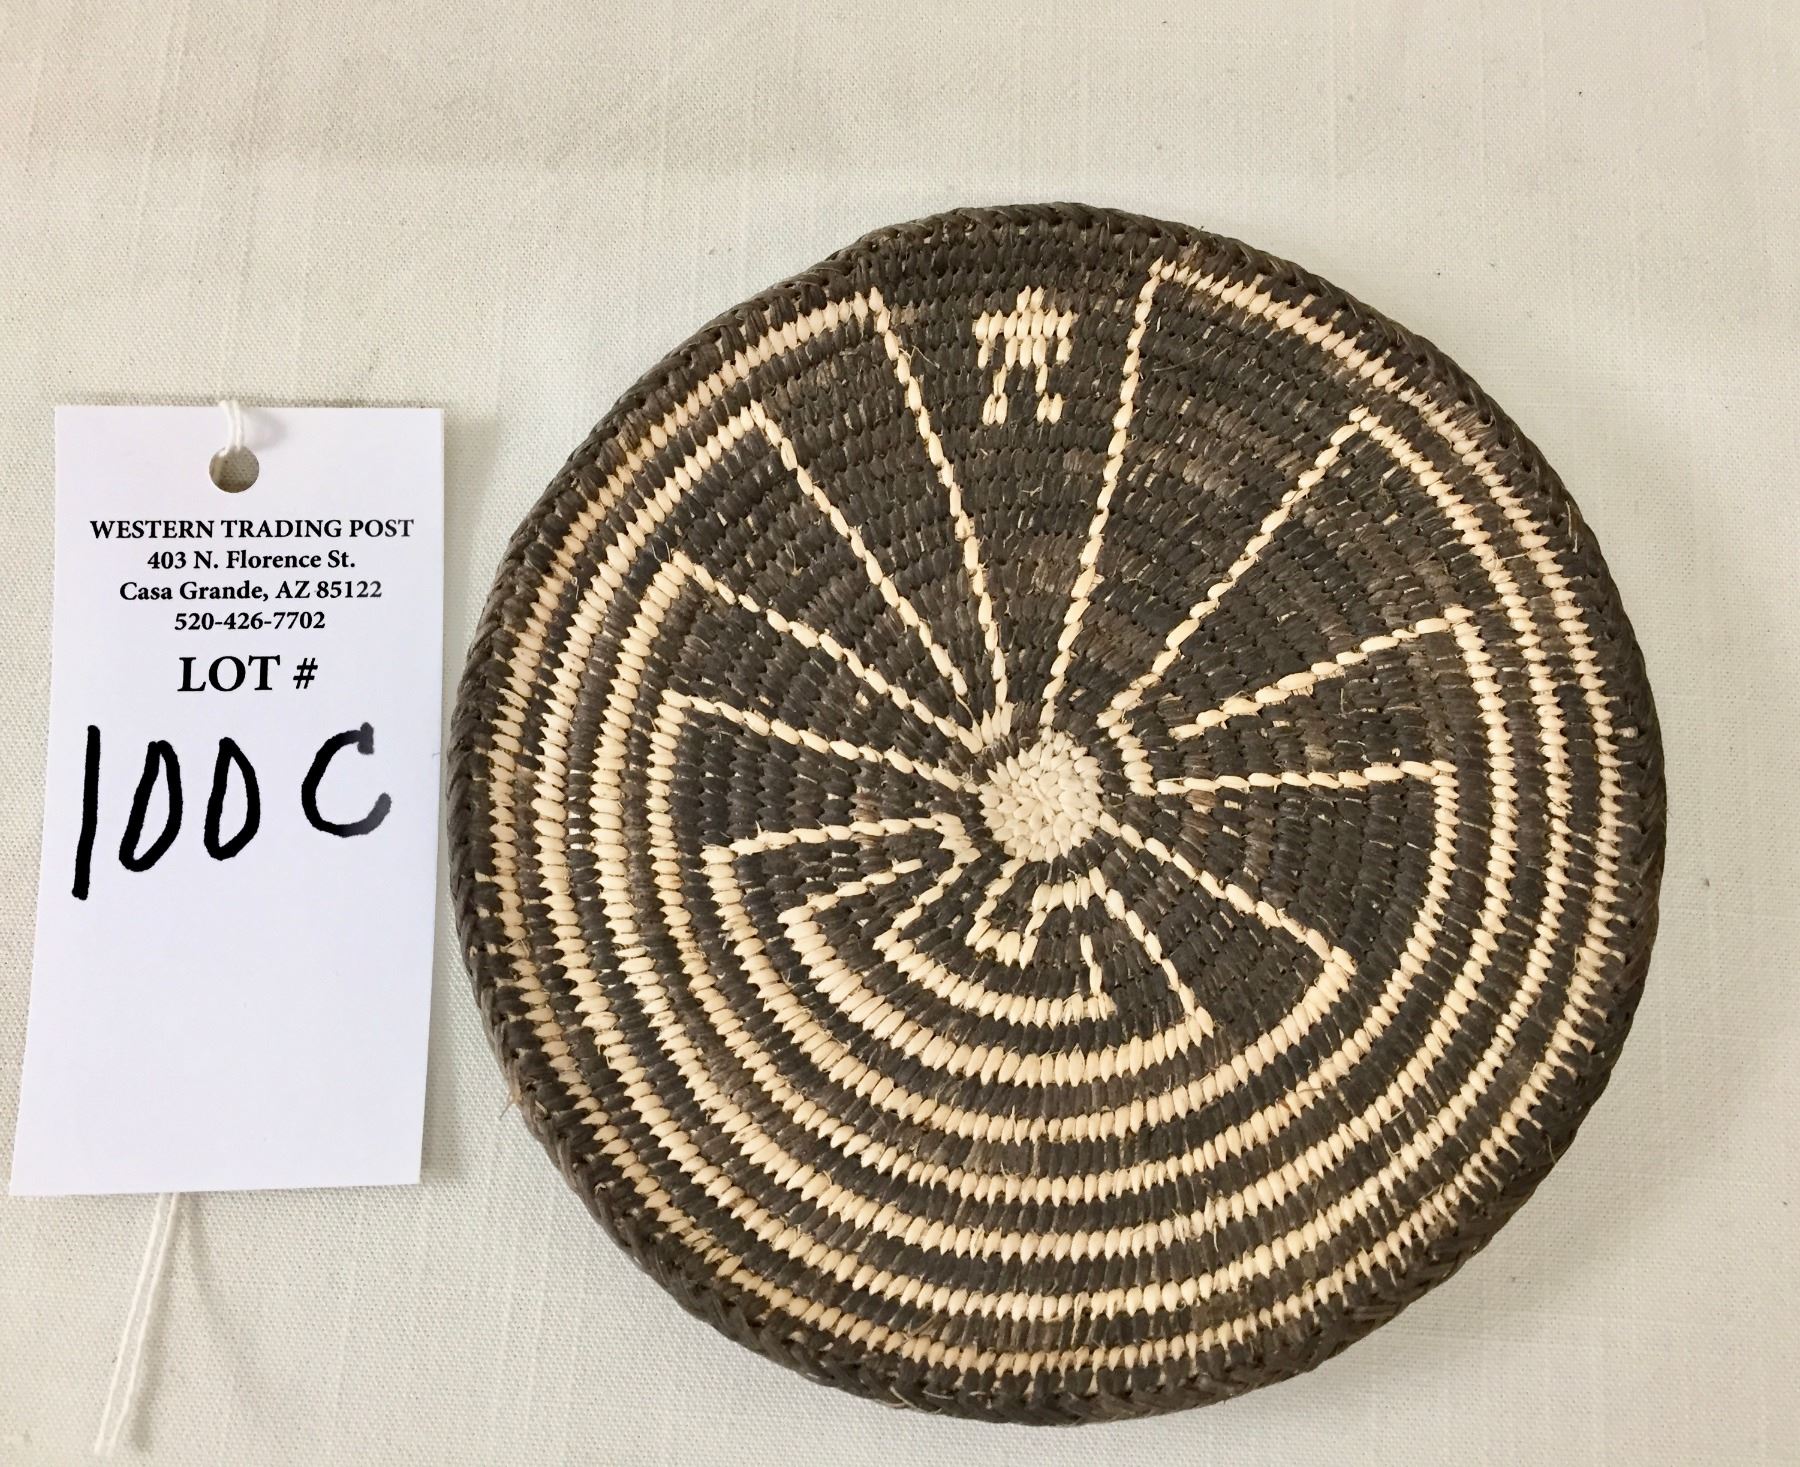 WESTERN TRADING POST
403 N. Florence St.
Casa Grande, AZ 85122
520-426-7702
LOT #
100C